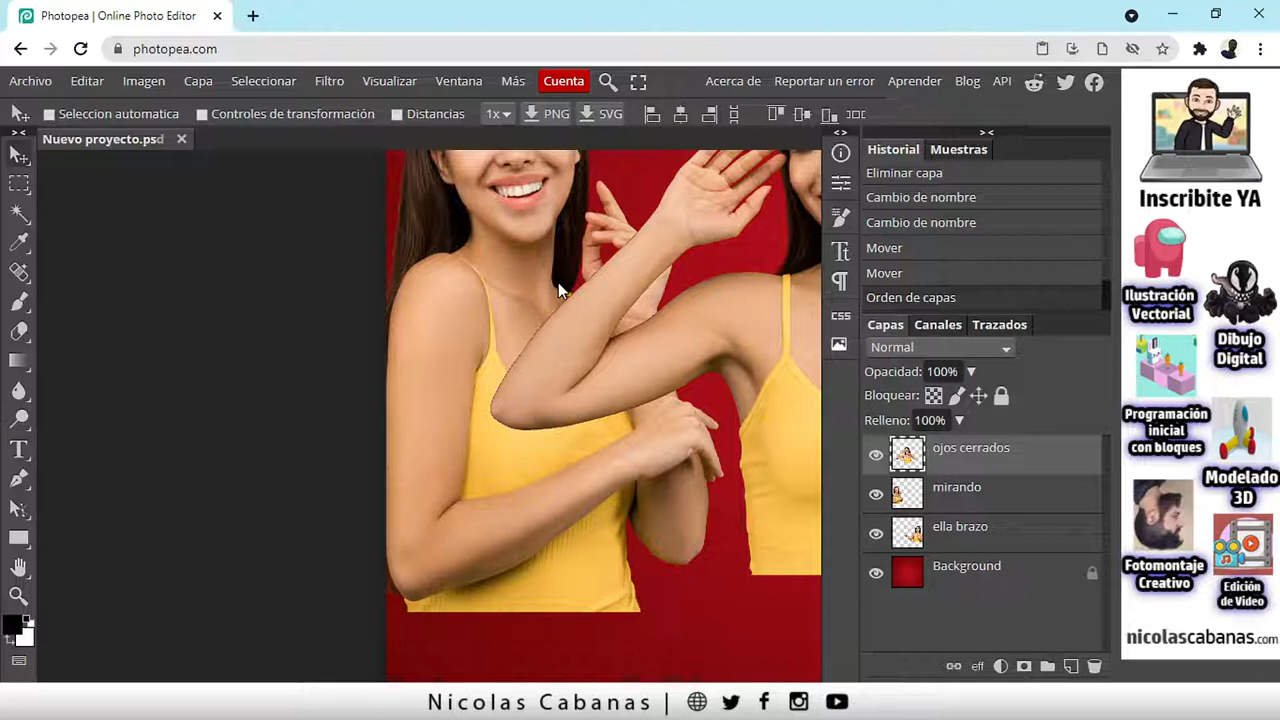 Photopea | Online Photo Editor
photopea.com
Archivo Editar Imagen Capa Seleccionar Filtro Visualizar Ventana Más Cuenta Acerca de Reportar un error Aprender Blog API
Seleccion automatica Controles de transformación Distancias 1x PNG SVG
Nuevo proyecto.psd
Historial Muestras
Eliminar capa
Cambio de nombre
Cambio de nombre
Mover
Mover
Orden de capas
CSS
Capas Canales Trazados
Normal
Opacidad: 100%
Bloquear:
Relleno: 100%
ojos cerrados
mirando
ella brazo
Background
eff
Inscribite YA
Ilustración
Vectorial
Dibujo
Digital
Programación
inicial
con bloques
Modelado
3D
Fotomontaje
Creativo
Edición
de Video
nicolascabanas.com
Nicolas Cabanas |